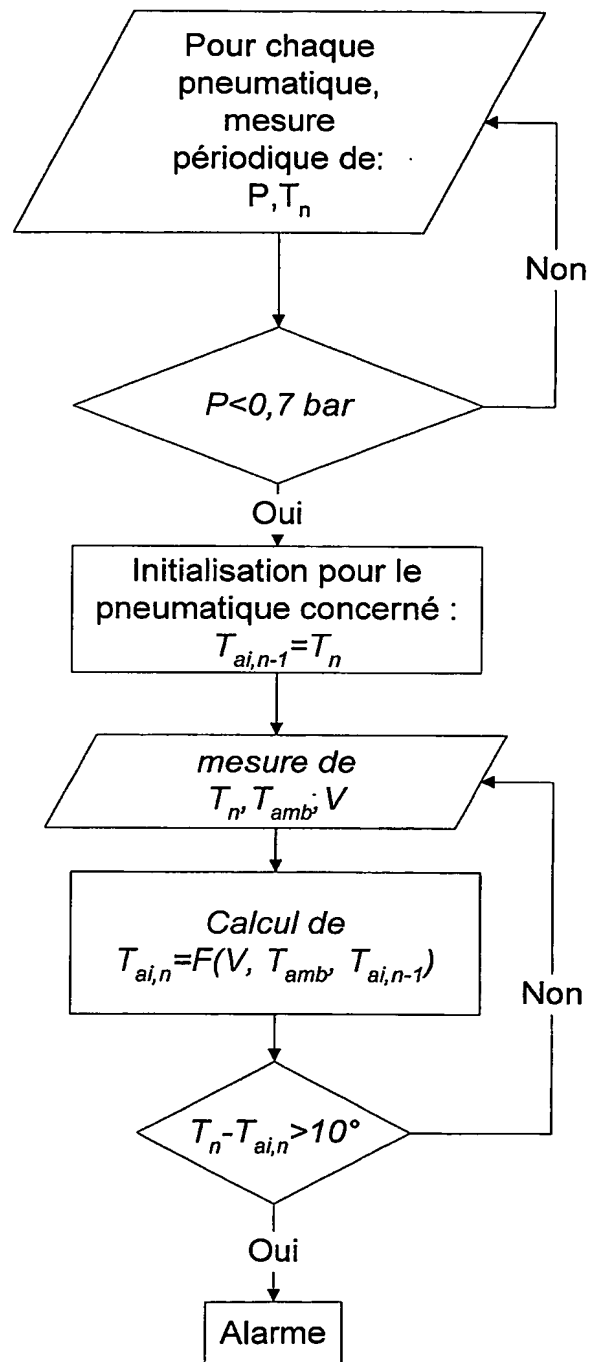 Pour chaque
pneumatique,
mesure
périodique de:
P,Tn
Non
P<0,7 bar
Oui
Initialisation pour le
pneumatique concerné :
Tai,n-1=Tn
mesure de
Tn, Tamb, V
Calcul de
Tai,n=F(V, Tamb, Tai,n-1)
Non
Tn-Tai,n>10°
Oui
Alarme